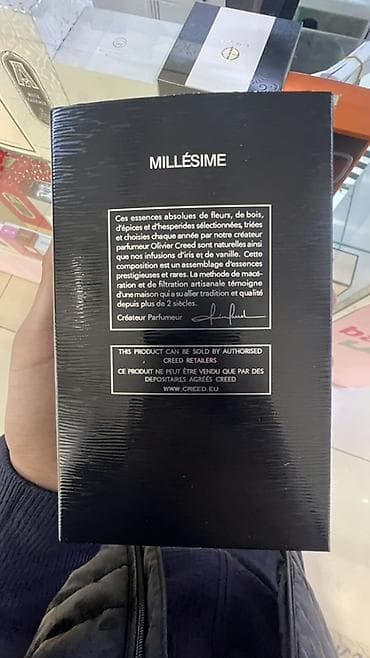 MILLÉSIME
Ces essences absolues de fleurs, de bois,
d'épices et d'hesperides sélectionnées, triées
et choisies chaque année par notre créateur
parfumeur Olivier Creed sont naturelles ainsi
que nos infusions d'iris et de vanille. Cette
composition est un assemblage d'essences
prestigieuses et rares. La methode de macé-
ration et de filtration artisanale témoigne
d'une maison qui a su allier tradition et qualité
depuis plus de 2 siècles.
Créateur Parfumeur
THIS PRODUCT CAN BE SOLD BY AUTHORISED
CREED RETAILERS
CE PRODUIT NE PEUT ÊTRE VENDU QUE PAR DES
DEPOSITAIRES AGRÉÉS CREED
WWW.CREED.EU